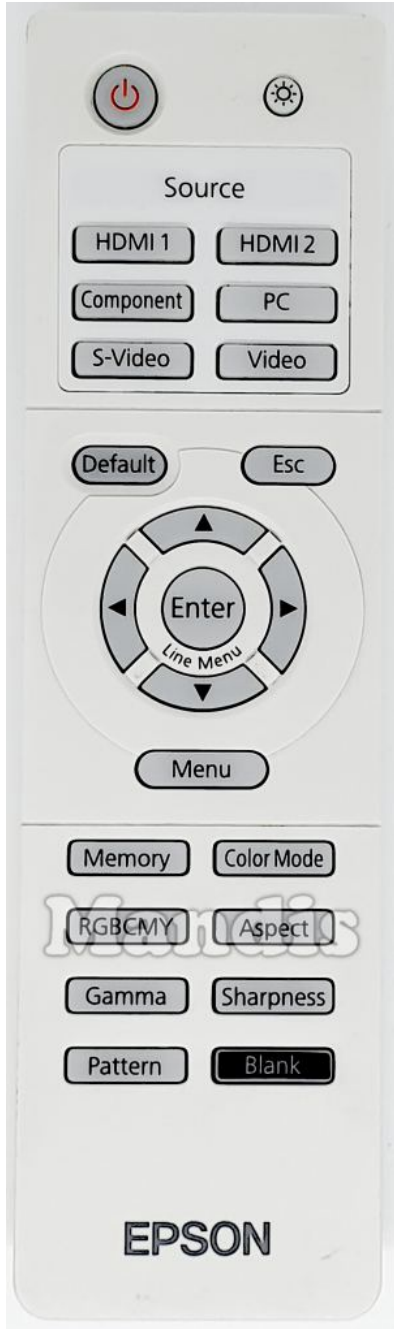 Source
HDMI 1 HDMI 2
Component PC
S-Video Video
Default Esc
Enter
Line Menu
Menu
Memory Color Mode
Mandis
RGBCMY Aspect
Gamma Sharpness
Pattern Blank
EPSON